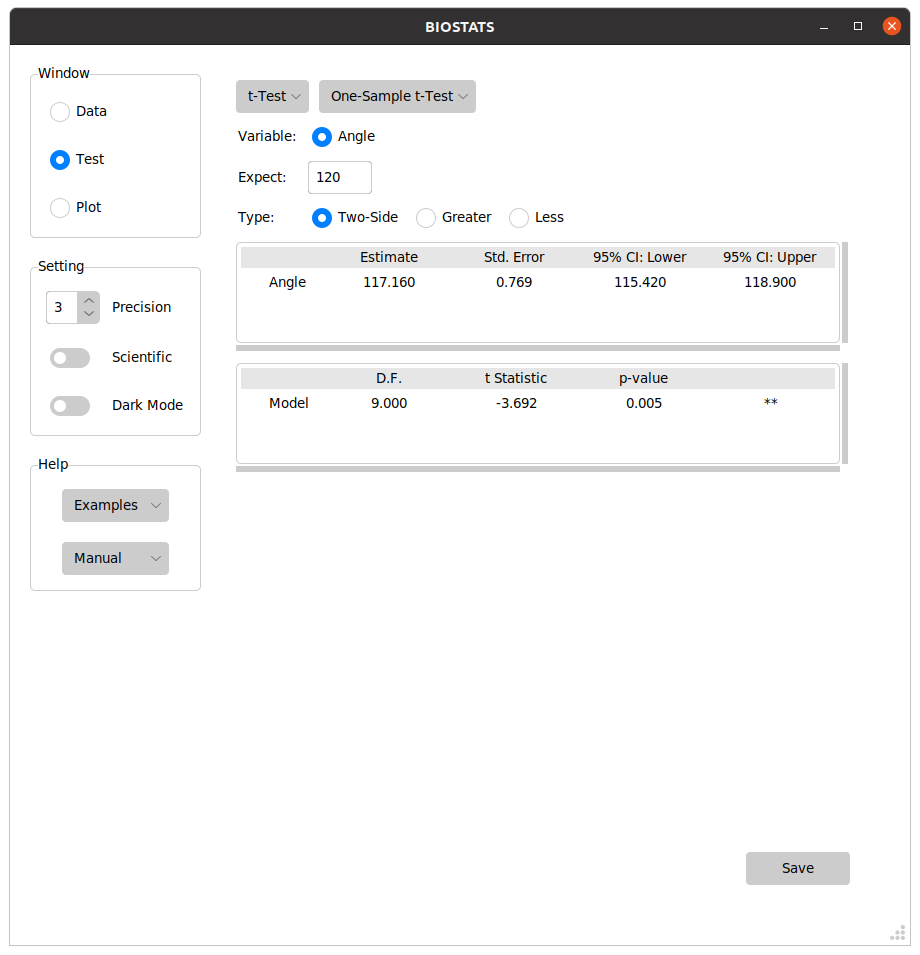 BIOSTATS
Window
Data
Test
Plot
Setting
3 Precision
Scientific
Dark Mode
Help
Examples
Manual
t-Test One-Sample t-Test
Variable: Angle
Expect: 120
Type: Two-Side Greater Less
Estimate Std. Error 95% CI: Lower 95% CI: Upper
Angle 117.160 0.769 115.420 118.900
D.F. t Statistic p-value
Model 9.000 -3.692 0.005 **
Save